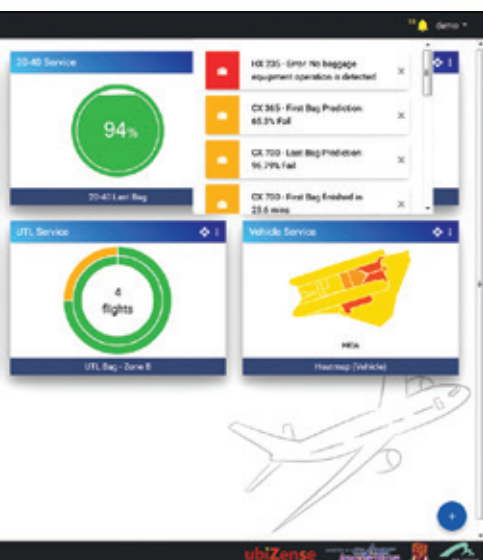 demo
20-40 Service
HX 235 - Error: No baggage
equipment operation is detected
94%
CX 365 - First Bag Prediction:
65.3% Fail
CX 700 - Last Bag Prediction:
95.79% Fail
CX 700 - First Bag finished in
23.6 mins
20-40 Last Bag
UTL Service
Vehicle Service
4
flights
UTL Bag - Zone B
Heatmap (Vehicle)
ubiZense